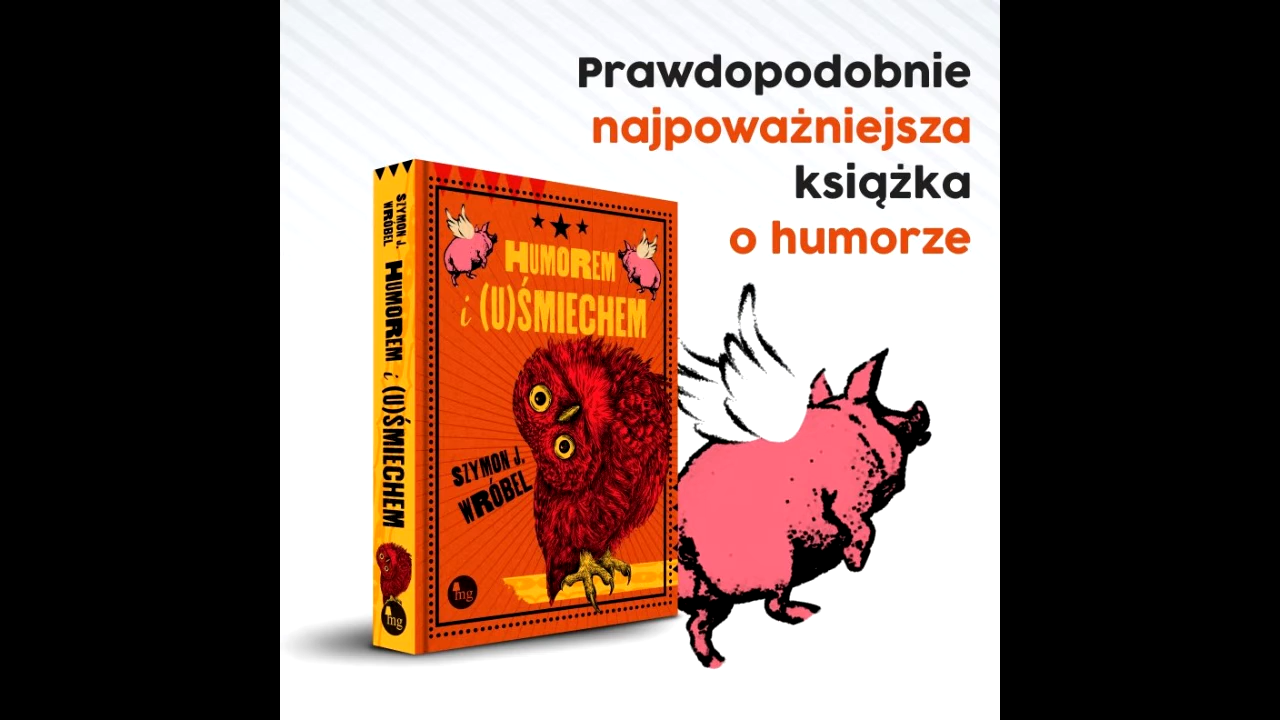 Prawdopodobnie
najpoważniejsza
książka
o humorze
SZYMON J.
WRÓBEL
HUMOREM i (U)ŚMIECHEM
mg
HUMOREM
i (U)ŚMIECHEM
SZYMON J.
WRÓBEL
mg